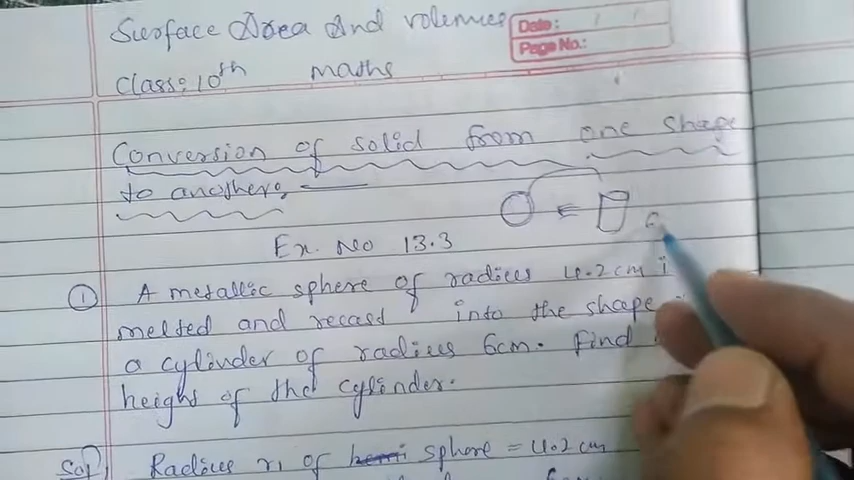 Surface Area And volumes
Date:
Page No.:
Class: 10th maths
Conversion of solid from one shape
to another,
Ex. No 13.3
① A metallic sphere of radius 4.2 cm i
melted and recast into the shape
a cylinder of radius 6cm. Find
height of the cylinder.
Sol Radius r1 of sphere = 4.2 cm